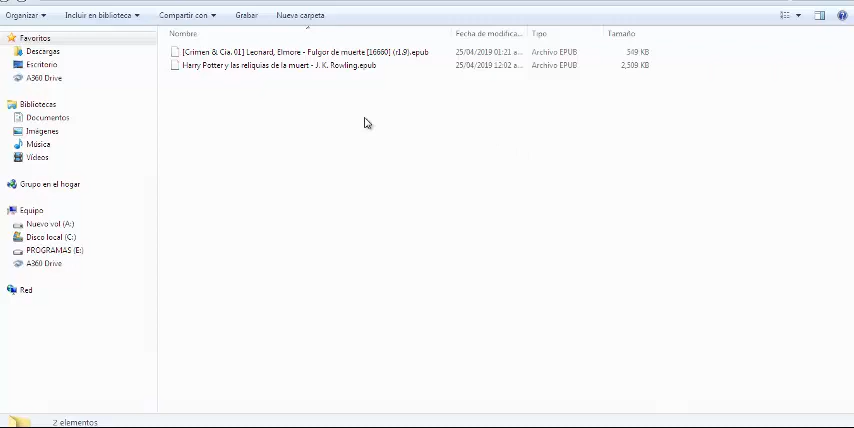 Organizar Incluir en biblioteca Compartir con Grabar Nueva carpeta
Nombre Fecha de modifica... Tipo Tamaño
Favoritos
Descargas
Escritorio
A360 Drive
Bibliotecas
Documentos
Imágenes
Música
Vídeos
Grupo en el hogar
Equipo
Nuevo vol (A:)
Disco local (C:)
PROGRAMAS (E:)
A360 Drive
Red
[Crimen & Cia. 01] Leonard, Elmore - Fulgor de muerte [16660] (r1.9).epub 25/04/2019 01:21 a... Archivo EPUB 549 KB
Harry Potter y las reliquias de la muert - J. K. Rowling.epub 25/04/2019 12:02 a... Archivo EPUB 2,509 KB
2 elementos